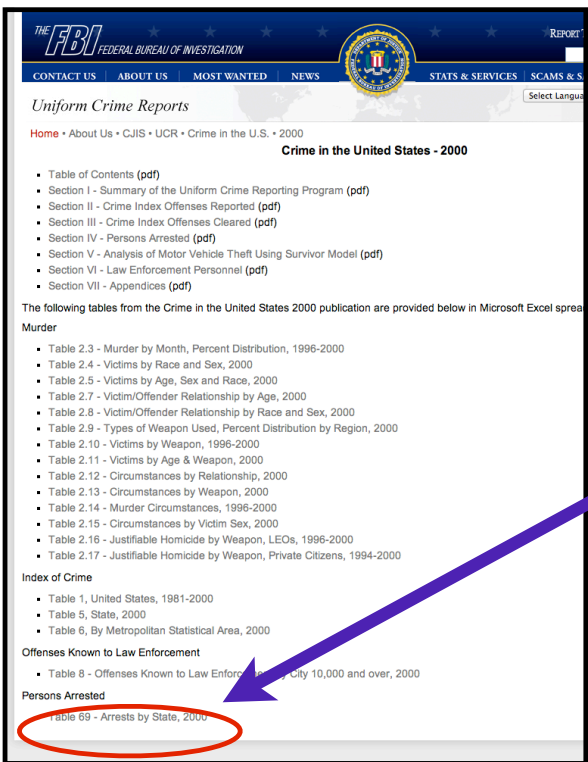 THE FBI FEDERAL BUREAU OF INVESTIGATION
REPORT
CONTACT US ABOUT US MOST WANTED NEWS STATS & SERVICES SCAMS & S
Uniform Crime Reports
Select Langua
Home • About Us • CJIS • UCR • Crime in the U.S. • 2000
Crime in the United States - 2000
Table of Contents (pdf)
Section I - Summary of the Uniform Crime Reporting Program (pdf)
Section II - Crime Index Offenses Reported (pdf)
Section III - Crime Index Offenses Cleared (pdf)
Section IV - Persons Arrested (pdf)
Section V - Analysis of Motor Vehicle Theft Using Survivor Model (pdf)
Section VI - Law Enforcement Personnel (pdf)
Section VII - Appendices (pdf)
The following tables from the Crime in the United States 2000 publication are provided below in Microsoft Excel sprea
Murder
Table 2.3 - Murder by Month, Percent Distribution, 1996-2000
Table 2.4 - Victims by Race and Sex, 2000
Table 2.5 - Victims by Age, Sex and Race, 2000
Table 2.7 - Victim/Offender Relationship by Age, 2000
Table 2.8 - Victim/Offender Relationship by Race and Sex, 2000
Table 2.9 - Types of Weapon Used, Percent Distribution by Region, 2000
Table 2.10 - Victims by Weapon, 1996-2000
Table 2.11 - Victims by Age & Weapon, 2000
Table 2.12 - Circumstances by Relationship, 2000
Table 2.13 - Circumstances by Weapon, 2000
Table 2.14 - Murder Circumstances, 1996-2000
Table 2.15 - Circumstances by Victim Sex, 2000
Table 2.16 - Justifiable Homicide by Weapon, LEOs, 1996-2000
Table 2.17 - Justifiable Homicide by Weapon, Private Citizens, 1994-2000
Index of Crime
Table 1, United States, 1981-2000
Table 5, State, 2000
Table 6, By Metropolitan Statistical Area, 2000
Offenses Known to Law Enforcement
Table 8 - Offenses Known to Law Enforc City 10,000 and over, 2000
Persons Arrested
Table 69 - Arrests by State, 2000